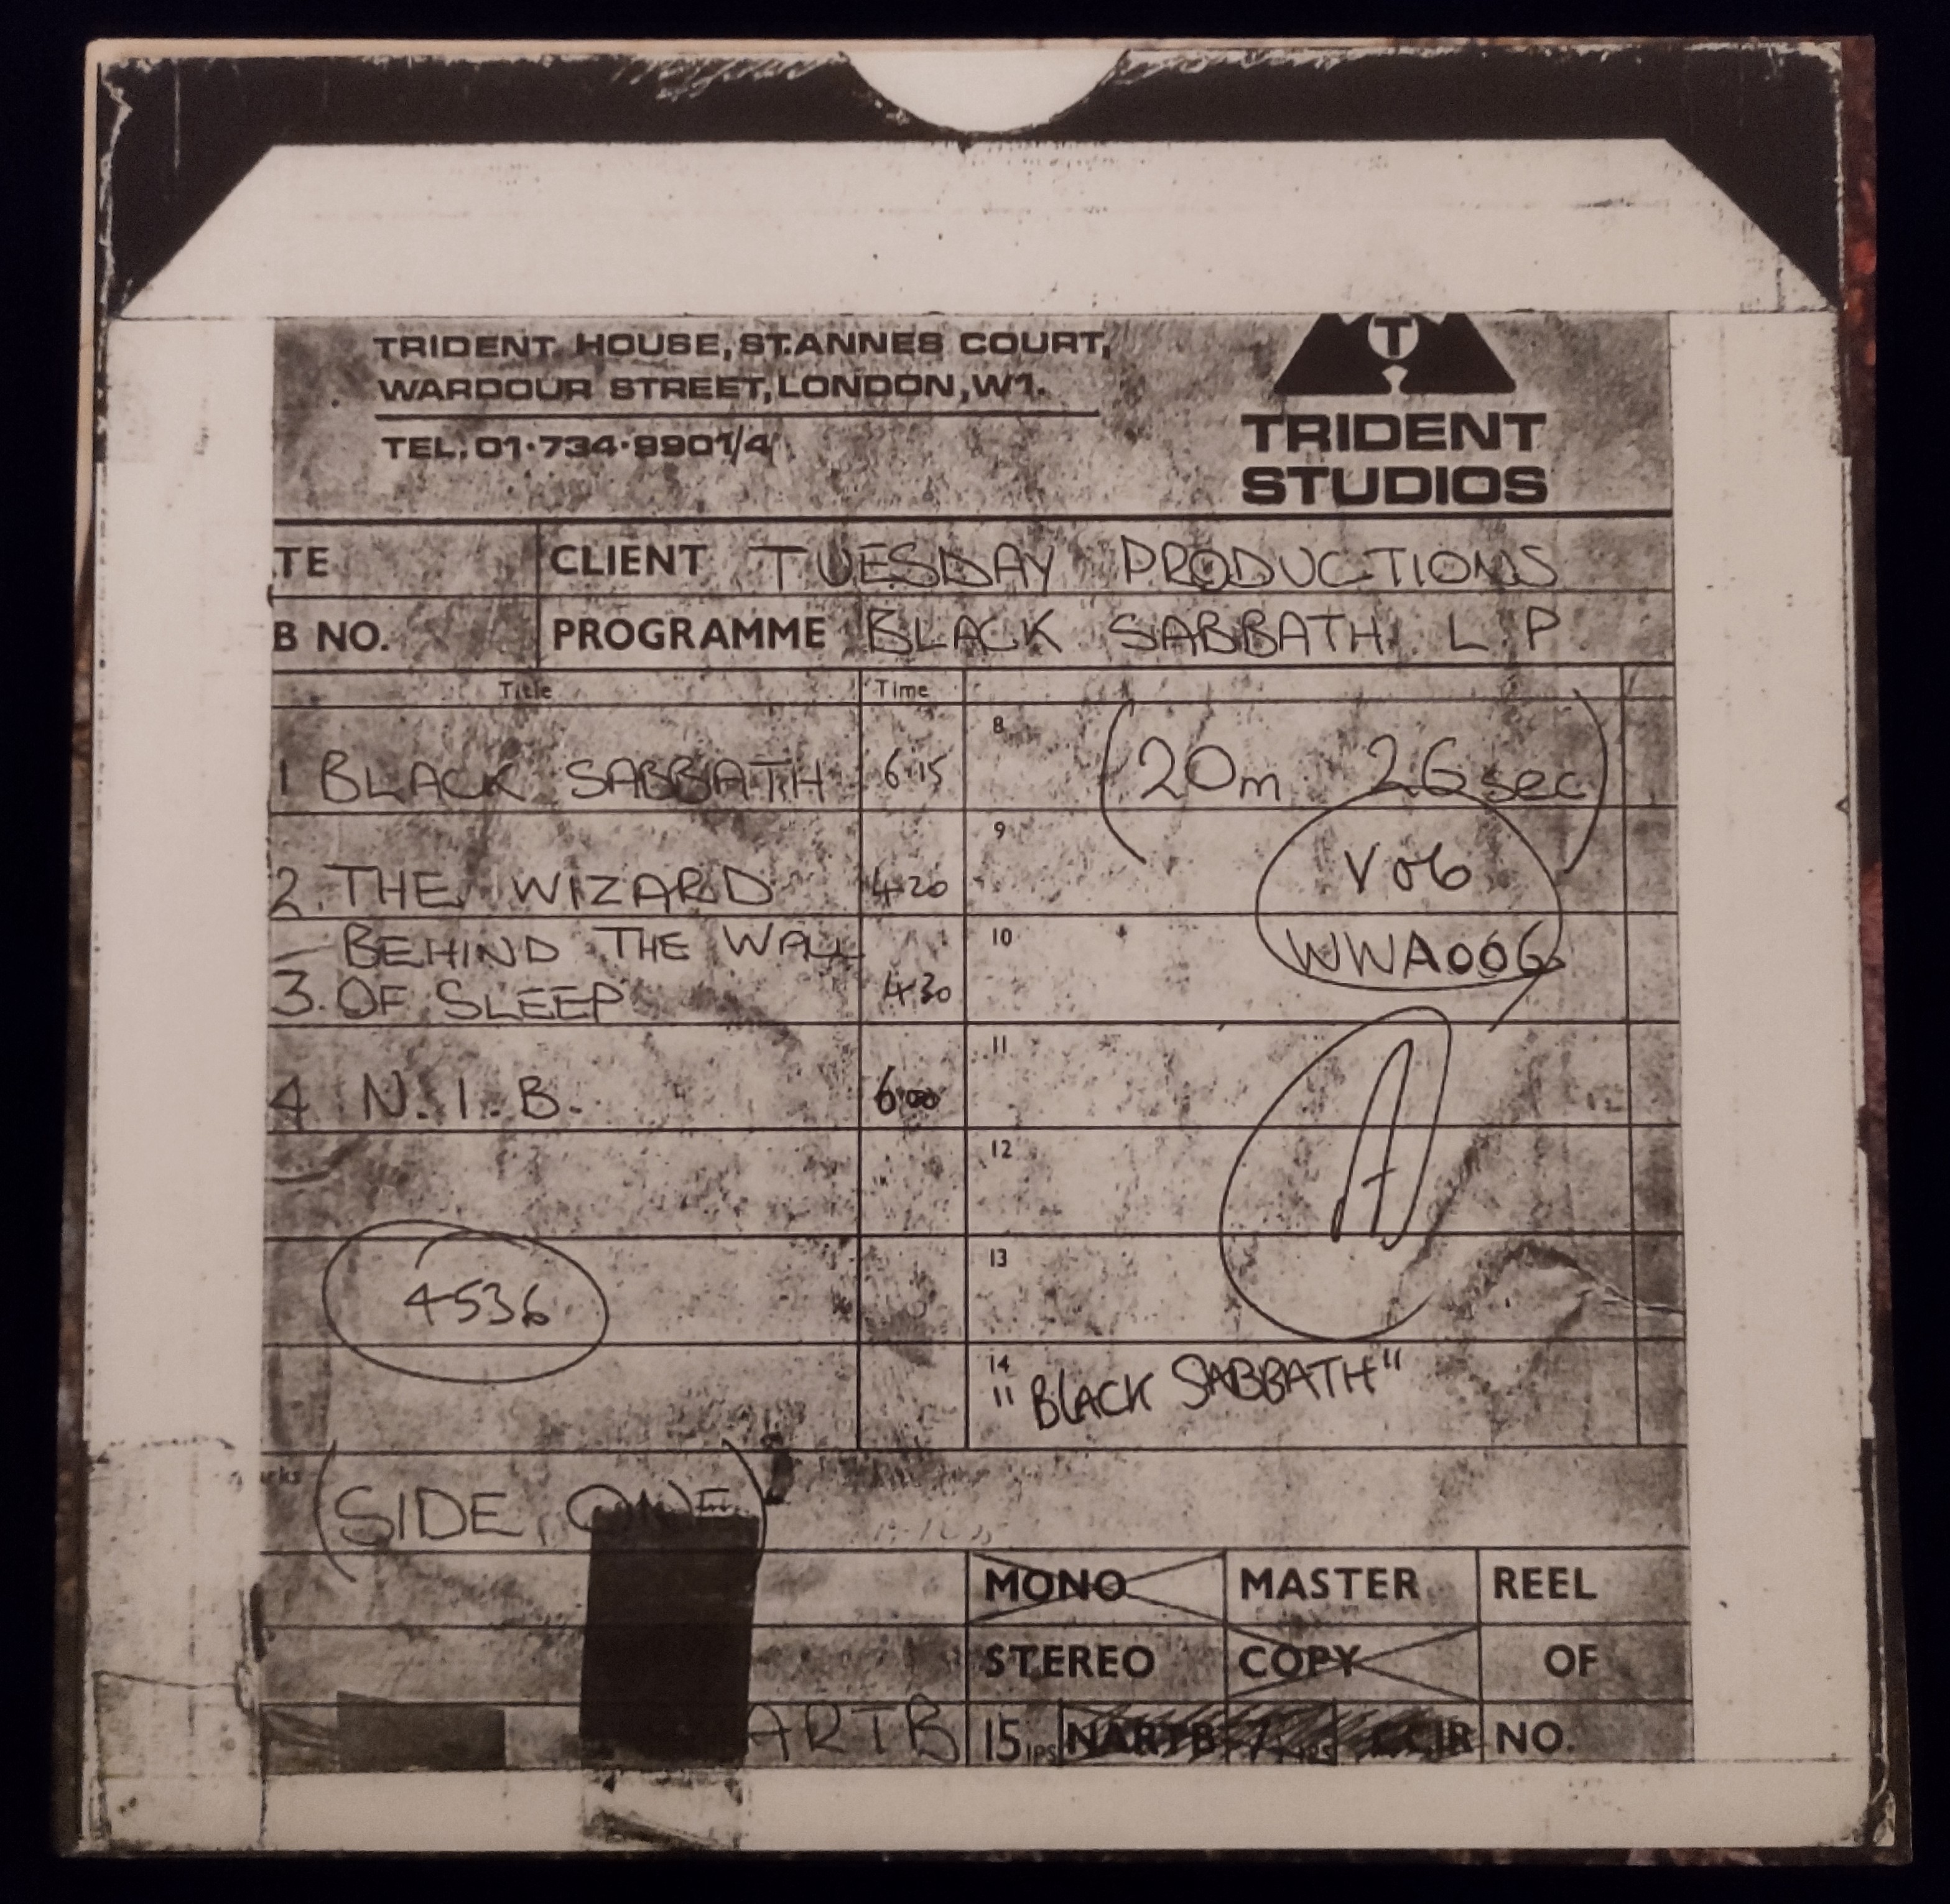 TRIDENT HOUSE, ST. ANNES COURT,
WARDOUR STREET, LONDON, W1.
TEL: 01·734·9901/4
T
TRIDENT
STUDIOS
TE CLIENT TUESDAY PRODUCTIONS
B NO. PROGRAMME BLACK SABBATH L P
Title Time
1 BLACK SABBATH 6·15
2. THE WIZARD 4·20
BEHIND THE WALL
3. OF SLEEP 4·30
4 N. I. B. 6·00
4536
8 (20m 26sec)
9 VO6
10 WWA006
11
A
12
13
14
"BLACK SABBATH"
(SIDE ONE)
MONO MASTER REEL
STEREO COPY OF
ARTB 15 IPS NARTB 7 CCIR NO.